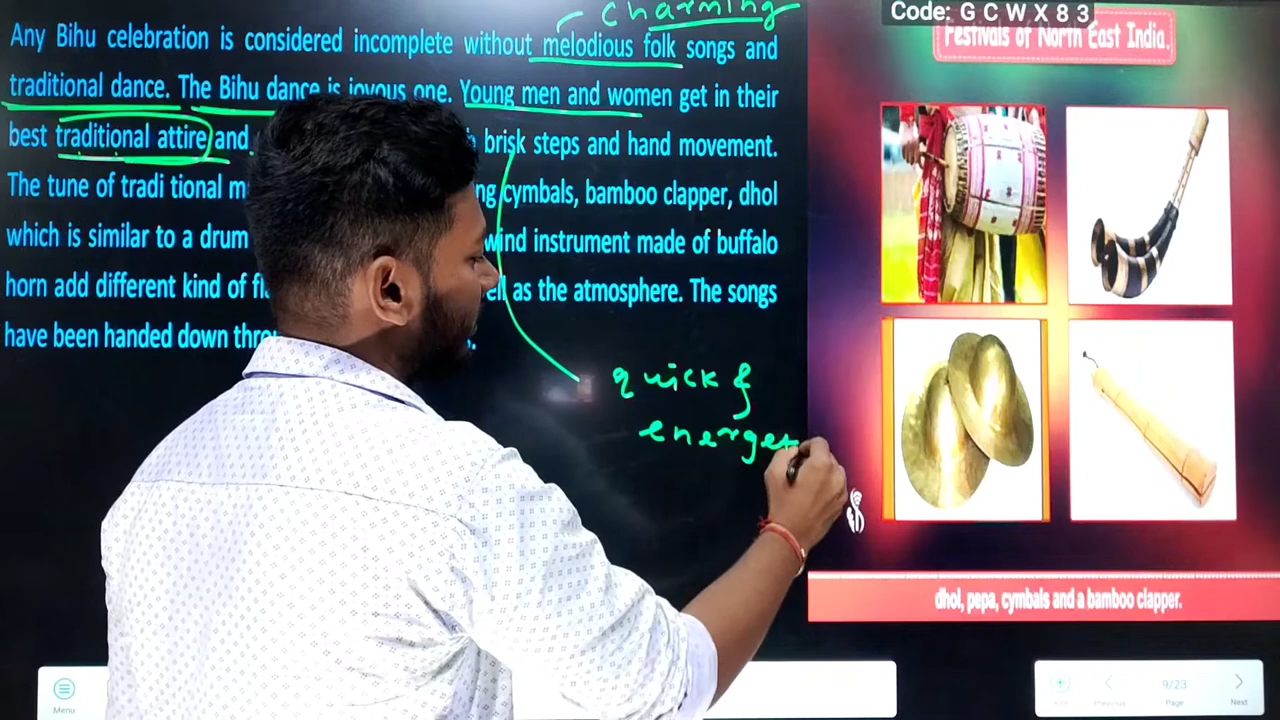 charming
Code: G C W X 8 3
Festivals of North East India.
Any Bihu celebration is considered incomplete without melodious folk songs and
traditional dance. The Bihu dance is joyous one. Young men and women get in their
best traditional attire and brisk steps and hand movement.
The tune of tradi tional cymbals, bamboo clapper, dhol
which is similar to a drum wind instrument made of buffalo
horn add different kind of as the atmosphere. The songs
have been handed down
quick &
energet
dhol, pepa, cymbals and a bamboo clapper.
Menu
Previous
9/23
Page
Next